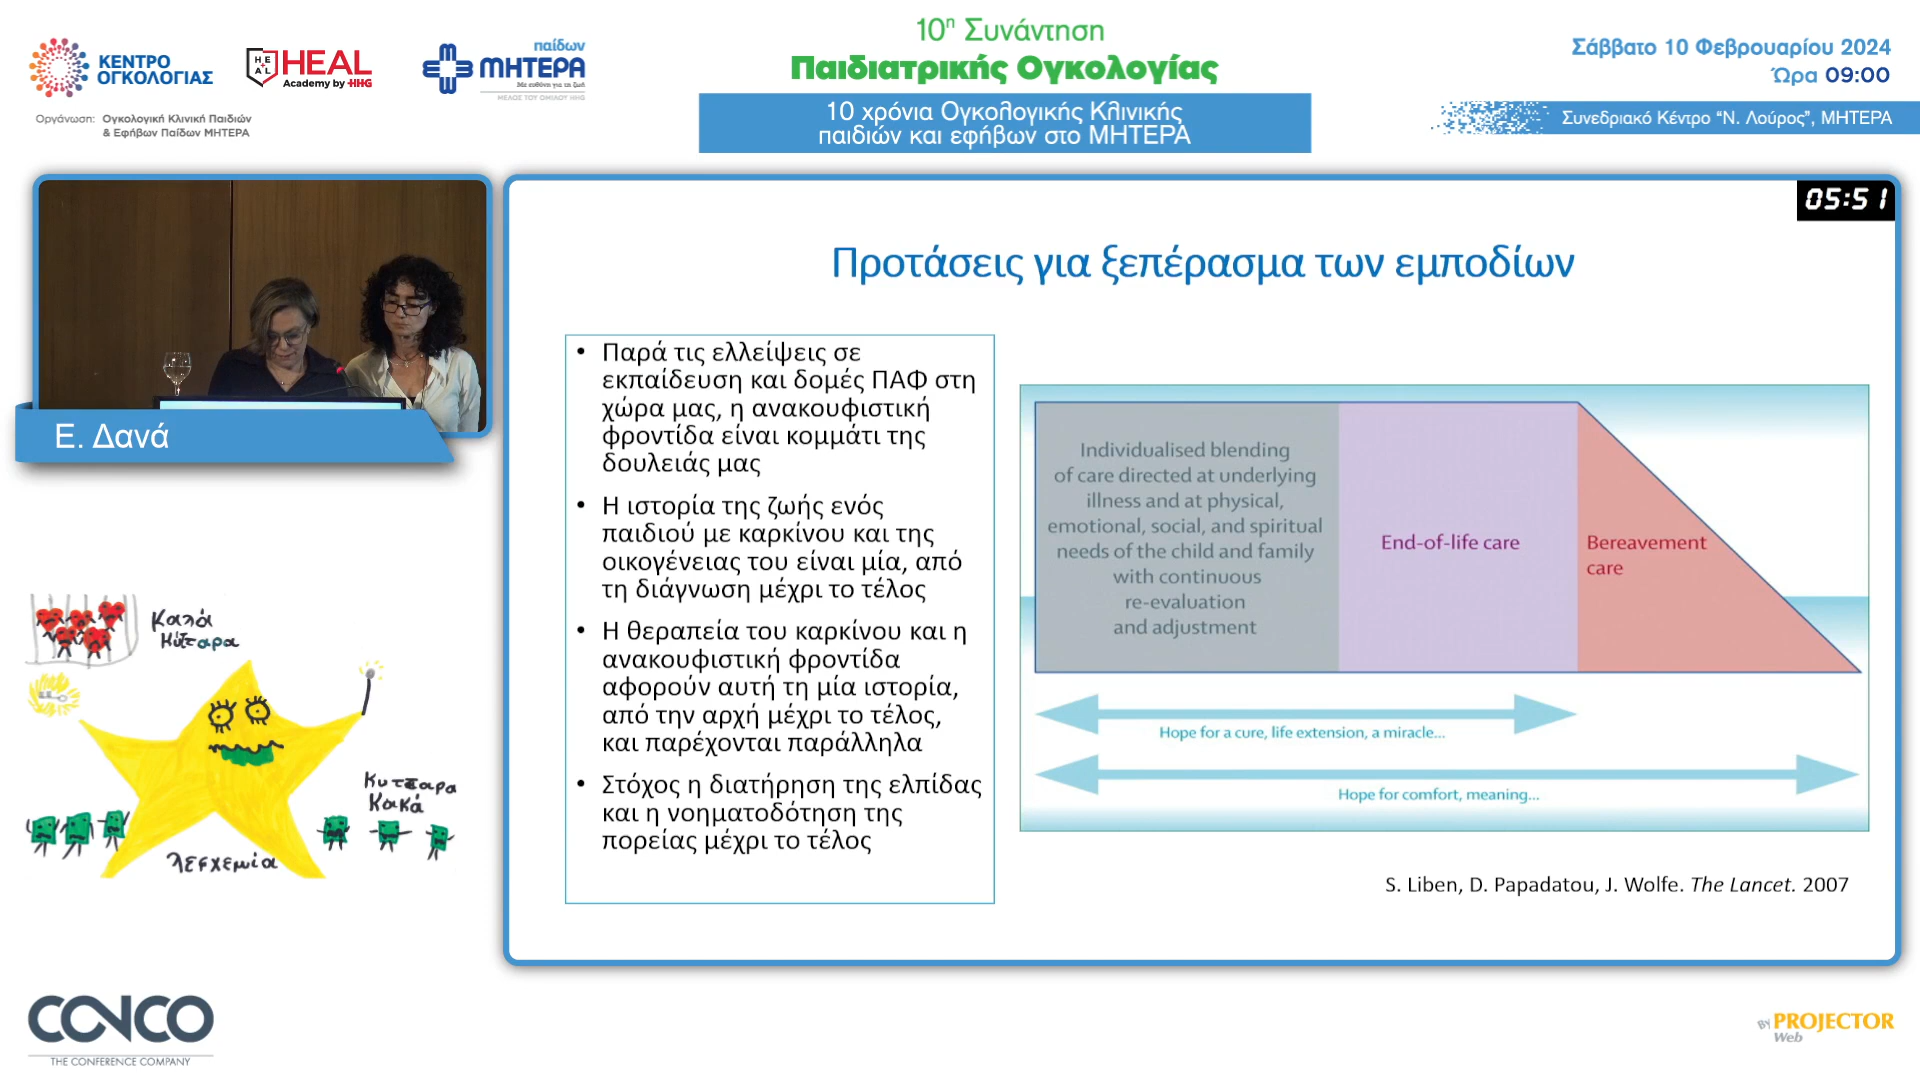 ΚΕΝΤΡΟ
ΟΓΚΟΛΟΓΙΑΣ
HEAL
HEAL
Academy by HHG
παίδων
ΜΗΤΕΡΑ
Με ευθύνη για τη ζωή
ΜΕΛΟΣ ΤΟΥ ΟΜΙΛΟΥ HHG
Οργάνωση: Ογκολογική Κλινική Παιδιών
& Εφήβων Παίδων ΜΗΤΕΡΑ
10η Συνάντηση
Παιδιατρικής Ογκολογίας
10 χρόνια Ογκολογικής Κλινικής
παιδιών και εφήβων στο ΜΗΤΕΡΑ
Σάββατο 10 Φεβρουαρίου 2024
Ώρα 09:00
Συνεδριακό Κέντρο “Ν. Λούρος”, ΜΗΤΕΡΑ
05:51
Ε. Δανά
Προτάσεις για ξεπέρασμα των εμποδίων
• Παρά τις ελλείψεις σε
εκπαίδευση και δομές ΠΑΦ στη
χώρα μας, η ανακουφιστική
φροντίδα είναι κομμάτι της
δουλειάς μας
• Η ιστορία της ζωής ενός
παιδιού με καρκίνου και της
οικογένειας του είναι μία, από
τη διάγνωση μέχρι το τέλος
• Η θεραπεία του καρκίνου και η
ανακουφιστική φροντίδα
αφορούν αυτή τη μία ιστορία,
από την αρχή μέχρι το τέλος,
και παρέχονται παράλληλα
• Στόχος η διατήρηση της ελπίδας
και η νοηματοδότηση της
πορείας μέχρι το τέλος
Individualised blending
of care directed at underlying
illness and at physical,
emotional, social, and spiritual
needs of the child and family
with continuous
re-evaluation
and adjustment
End-of-life care
Bereavement
care
Hope for a cure, life extension, a miracle...
Hope for comfort, meaning...
S. Liben, D. Papadatou, J. Wolfe. The Lancet. 2007
Καλά
Κύτταρα
Κυτταρα
Κακά
λεγχεμία
CONCO
THE CONFERENCE COMPANY
BY PROJECTOR
Web